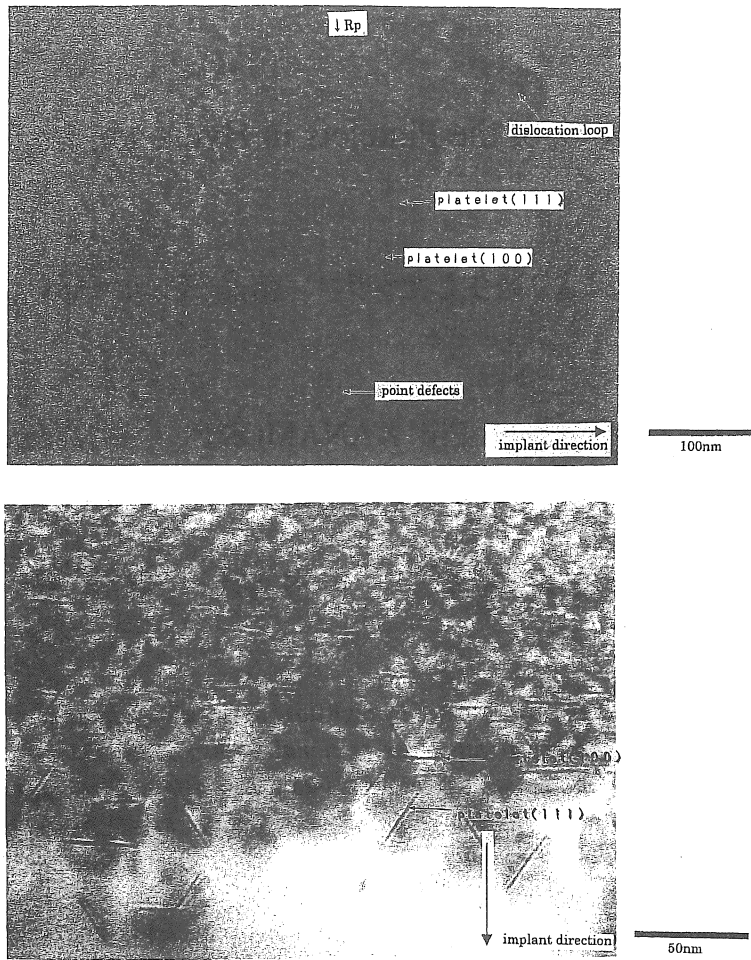 ↓ Rp
dislocation loop
platelet(111)
platelet(100)
point defects
implant direction
100nm
platelet(111)
implant direction
50nm